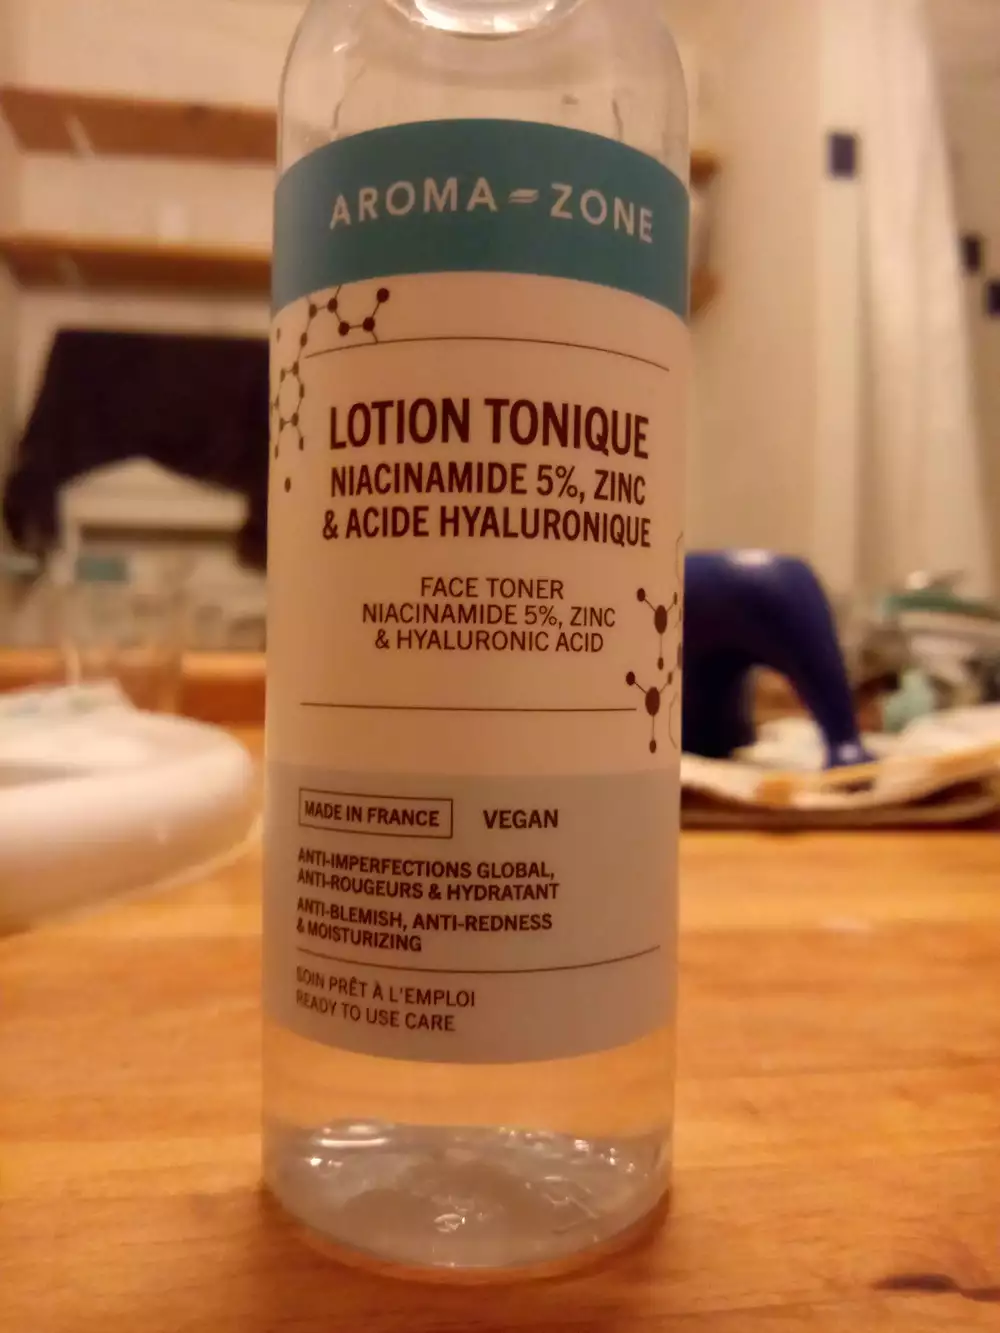 AROMA=ZONE
LOTION TONIQUE
NIACINAMIDE 5%, ZINC
& ACIDE HYALURONIQUE
FACE TONER
NIACINAMIDE 5%, ZINC
& HYALURONIC ACID
MADE IN FRANCE VEGAN
ANTI-IMPERFECTIONS GLOBAL,
ANTI-ROUGEURS & HYDRATANT
ANTI-BLEMISH, ANTI-REDNESS
& MOISTURIZING
SOIN PRÊT À L'EMPLOI
READY TO USE CARE